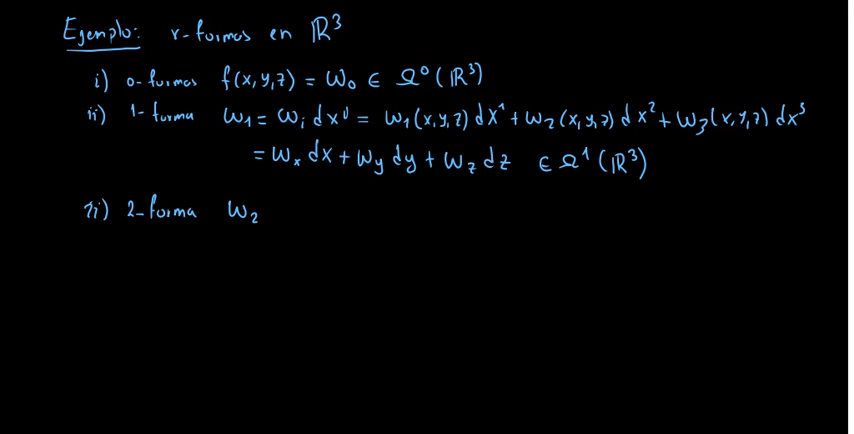 Ejemplo: r-formas en ℝ³
i) 0-formas f(x,y,z) = ω₀ ∈ Ω⁰(ℝ³)
ii) 1-forma ω₁ = ωᵢ dxⁱ = ω₁(x,y,z) dx¹ + ω₂(x,y,z) dx² + ω₃(x,y,z) dx³
= ωₓ dx + ω_y dy + ω_z dz ∈ Ω¹(ℝ³)
iii) 2-forma ω₂